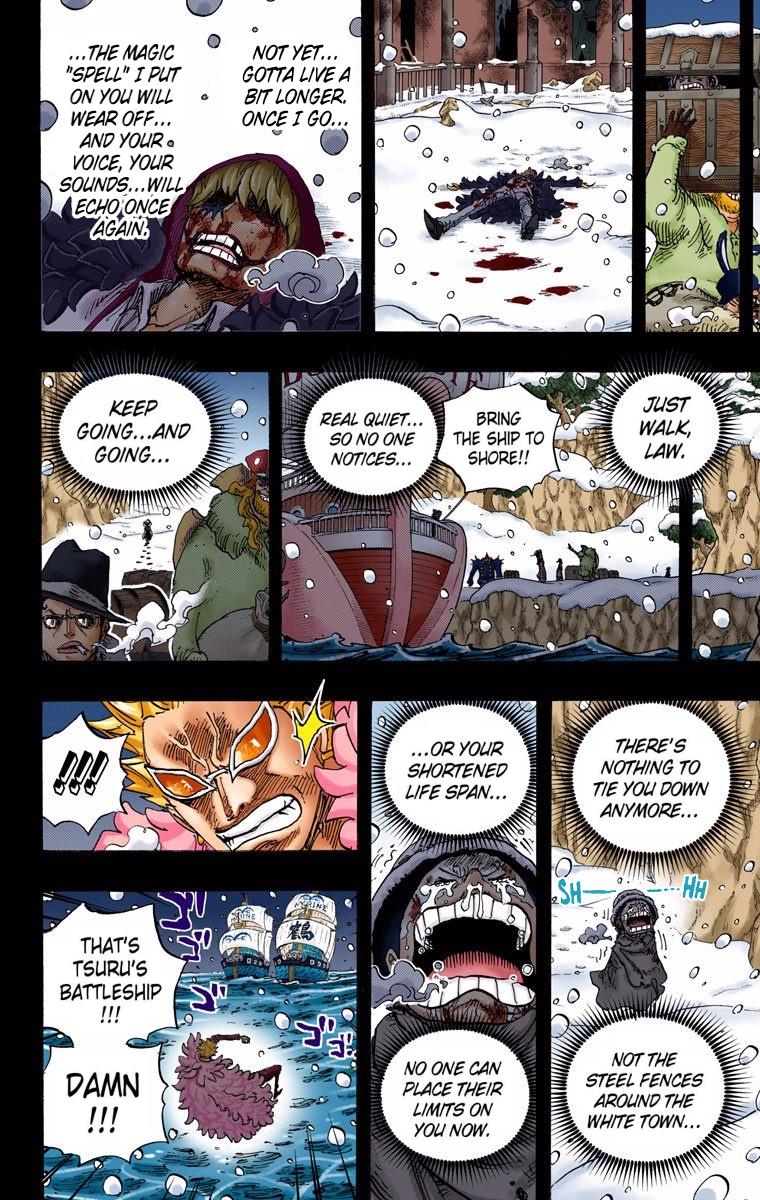 NOT YET...
GOTTA LIVE A
BIT LONGER.
ONCE I GO...
...THE MAGIC
"SPELL" I PUT
ON YOU WILL
WEAR OFF...
AND YOUR
VOICE, YOUR
SOUNDS...WILL
ECHO ONCE
AGAIN.
JUST
WALK,
LAW.
BRING
THE SHIP TO
SHORE!!
REAL QUIET...
SO NO ONE
NOTICES...
KEEP
GOING...AND
GOING...
THERE'S
NOTHING TO
TIE YOU DOWN
ANYMORE...
SH — HH
NOT THE
STEEL FENCES
AROUND THE
WHITE TOWN...
...OR YOUR
SHORTENED
LIFE SPAN...
NO ONE CAN
PLACE THEIR
LIMITS ON
YOU NOW.
!!!
MARINE
鶴
THAT'S
TSURU'S
BATTLESHIP
!!!
DAMN
!!!
ゴゴ